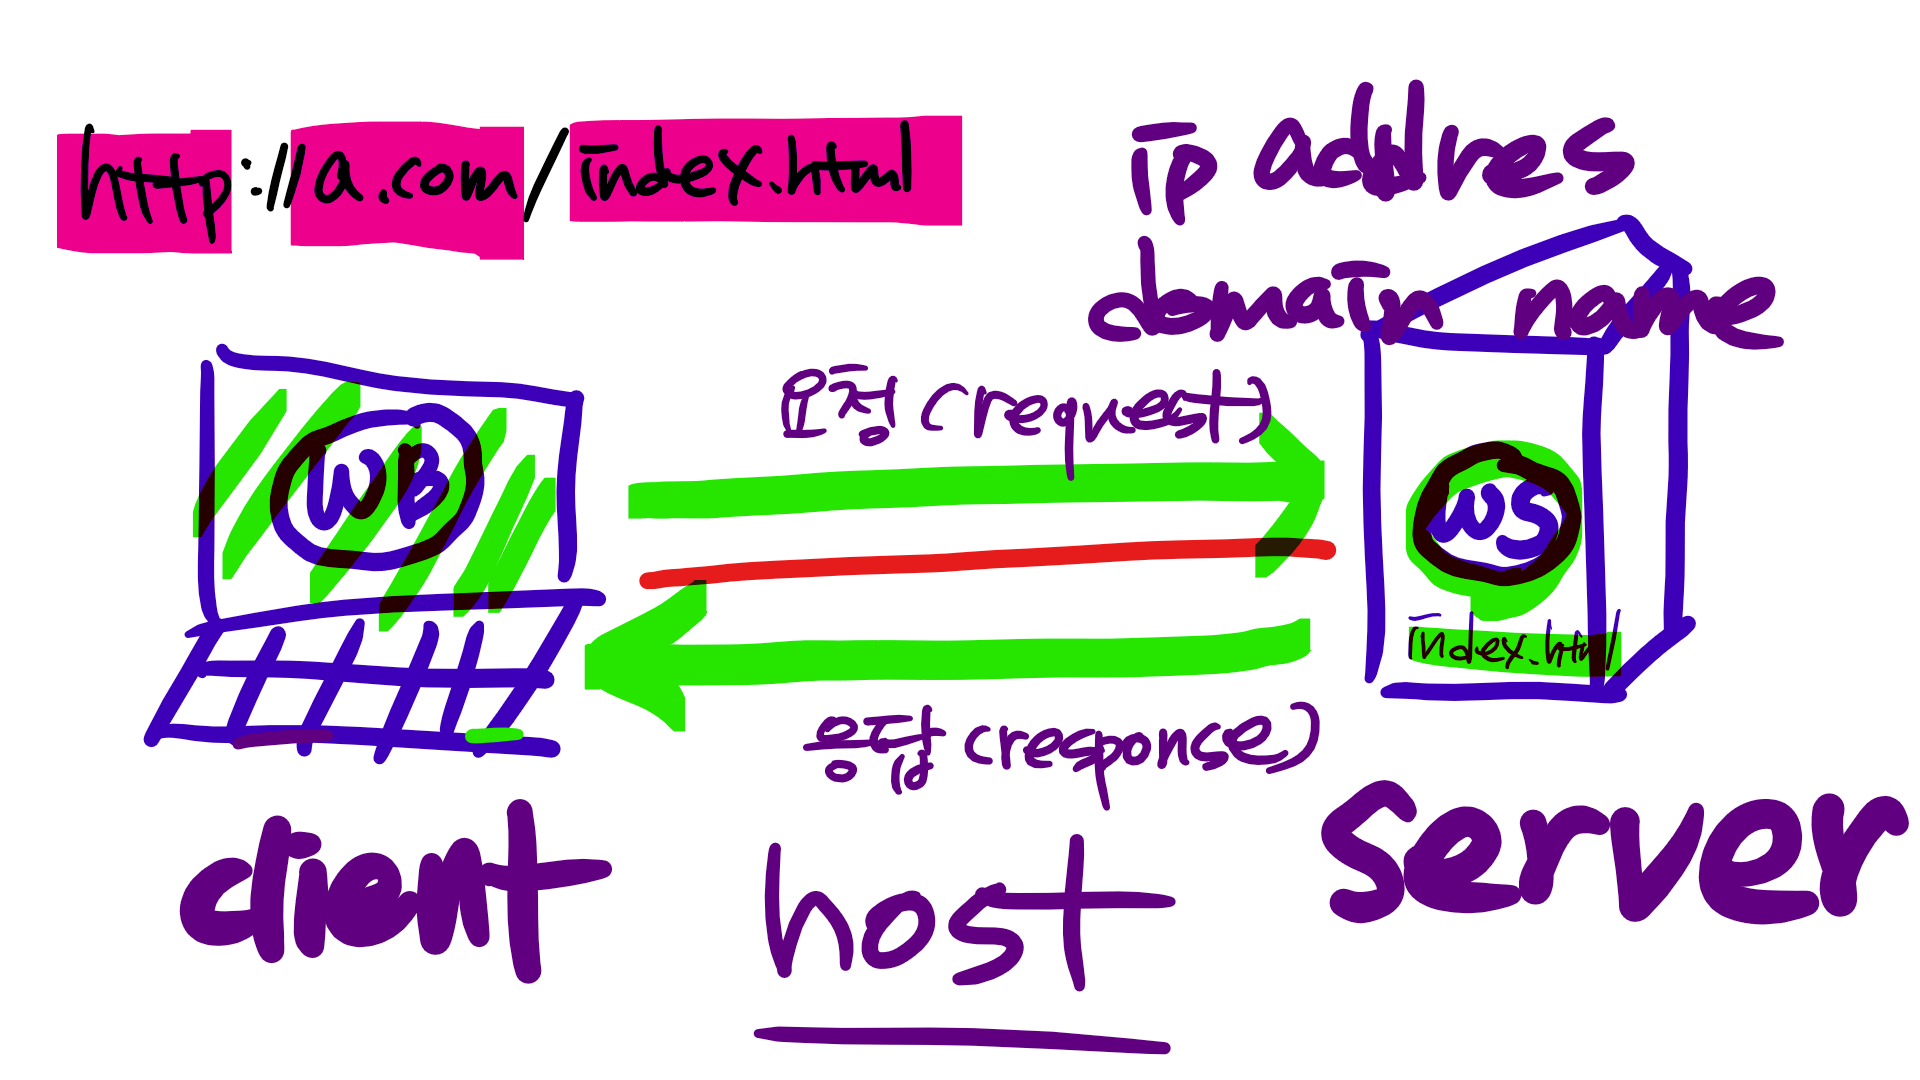 http://a.com/index.html
ip addres
domain name
요청 (request)
WB
WS
index.html
응답 (response)
client
host
server